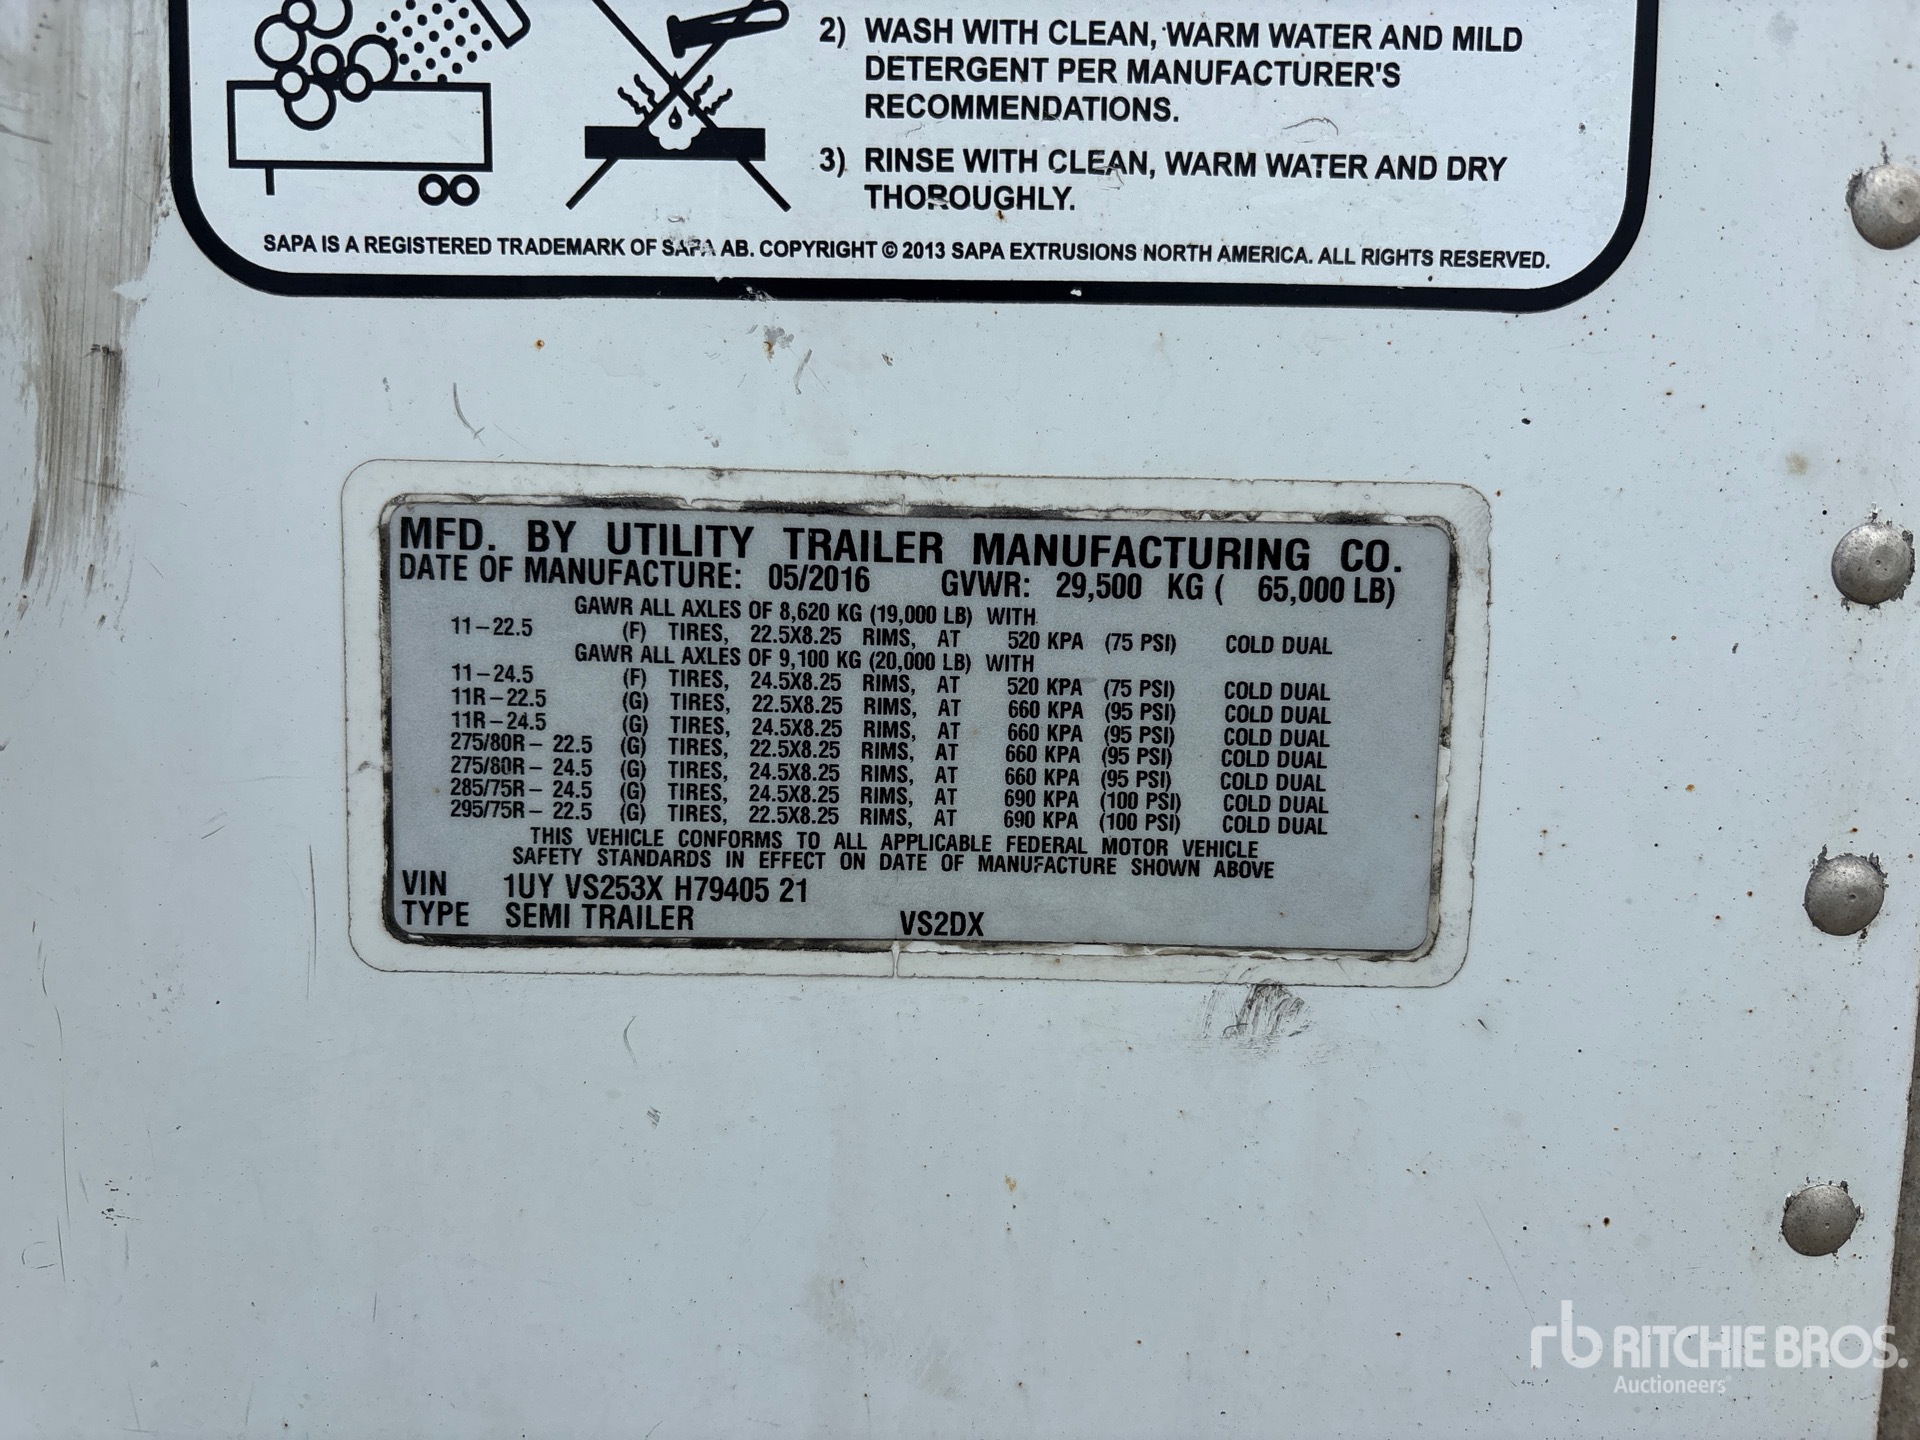 2) WASH WITH CLEAN, WARM WATER AND MILD
DETERGENT PER MANUFACTURER'S
RECOMMENDATIONS.
3) RINSE WITH CLEAN, WARM WATER AND DRY
THOROUGHLY.
SAPA IS A REGISTERED TRADEMARK OF SAPA AB. COPYRIGHT © 2013 SAPA EXTRUSIONS NORTH AMERICA. ALL RIGHTS RESERVED.
MFD. BY UTILITY TRAILER MANUFACTURING CO.
DATE OF MANUFACTURE: 05/2016 GVWR: 29,500 KG ( 65,000 LB)
GAWR ALL AXLES OF 8,620 KG (19,000 LB) WITH
11-22.5 (F) TIRES, 22.5X8.25 RIMS, AT 520 KPA (75 PSI) COLD DUAL
GAWR ALL AXLES OF 9,100 KG (20,000 LB) WITH
11-24.5 (F) TIRES, 24.5X8.25 RIMS, AT 520 KPA (75 PSI) COLD DUAL
11R-22.5 (G) TIRES, 22.5X8.25 RIMS, AT 660 KPA (95 PSI) COLD DUAL
11R-24.5 (G) TIRES, 24.5X8.25 RIMS, AT 660 KPA (95 PSI) COLD DUAL
275/80R- 22.5 (G) TIRES, 22.5X8.25 RIMS, AT 660 KPA (95 PSI) COLD DUAL
275/80R- 24.5 (G) TIRES, 24.5X8.25 RIMS, AT 660 KPA (95 PSI) COLD DUAL
285/75R- 24.5 (G) TIRES, 24.5X8.25 RIMS, AT 690 KPA (100 PSI) COLD DUAL
295/75R- 22.5 (G) TIRES, 22.5X8.25 RIMS, AT 690 KPA (100 PSI) COLD DUAL
THIS VEHICLE CONFORMS TO ALL APPLICABLE FEDERAL MOTOR VEHICLE
SAFETY STANDARDS IN EFFECT ON DATE OF MANUFACTURE SHOWN ABOVE
VIN 1UY VS253X H79405 21
TYPE SEMI TRAILER VS2DX
rb RITCHIE BROS.
Auctioneers